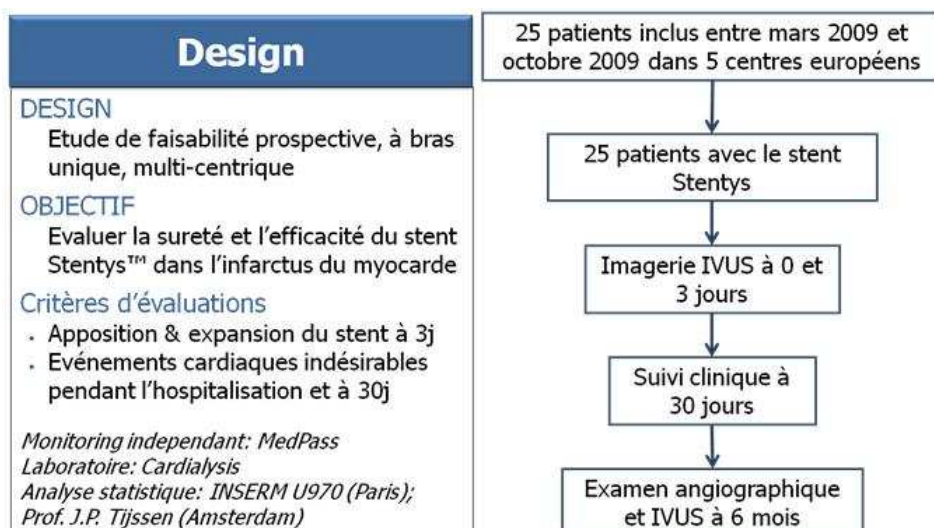 Design
DESIGN
Etude de faisabilité prospective, à bras
unique, multi-centrique
OBJECTIF
Evaluer la sureté et l'efficacité du stent
Stentys™ dans l'infarctus du myocarde
Critères d'évaluations
• Apposition & expansion du stent à 3j
• Evénements cardiaques indésirables
pendant l'hospitalisation et à 30j
Monitoring independant: MedPass
Laboratoire: Cardialysis
Analyse statistique: INSERM U970 (Paris);
Prof. J.P. Tijssen (Amsterdam)
25 patients inclus entre mars 2009 et
octobre 2009 dans 5 centres européens
25 patients avec le stent
Stentys
Imagerie IVUS à 0 et
3 jours
Suivi clinique à
30 jours
Examen angiographique
et IVUS à 6 mois